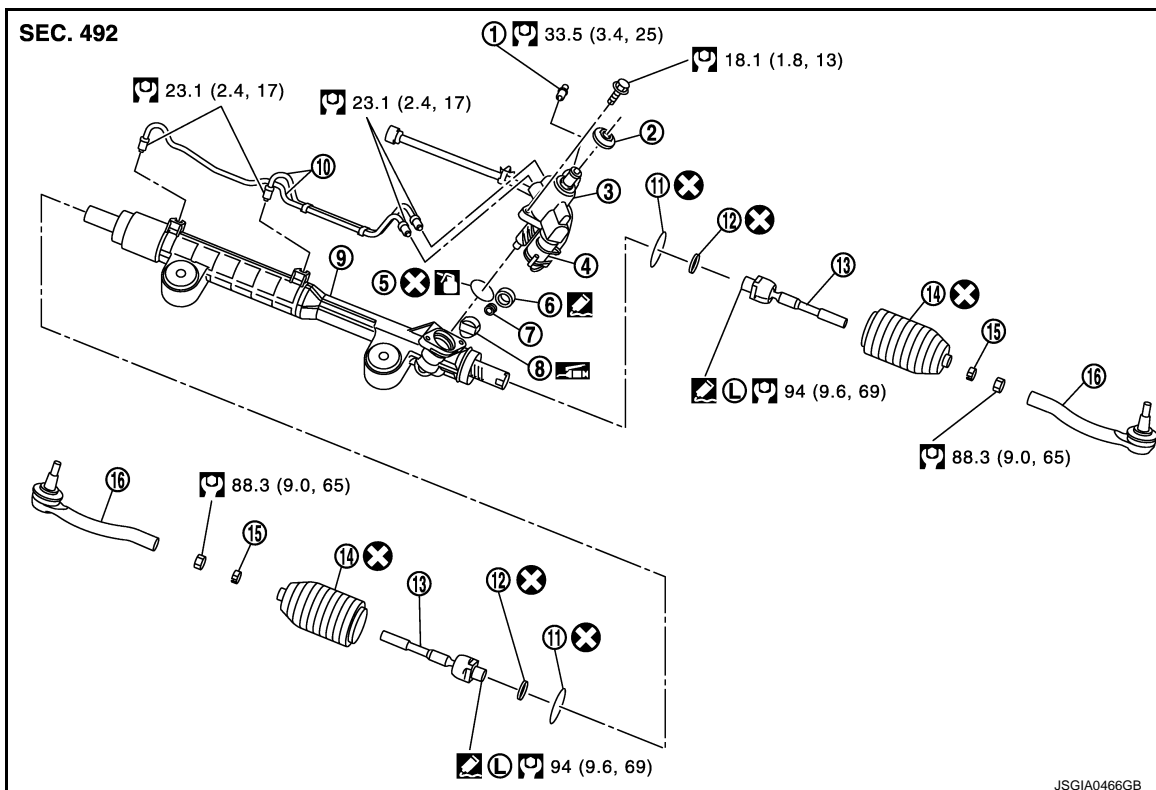 SEC. 492
① 33.5 (3.4, 25)
18.1 (1.8, 13)
23.1 (2.4, 17)
23.1 (2.4, 17)
②
⑩
③
⑪
⑫
④
⑬
⑨
⑤
⑥
⑭
⑦
⑮
⑧
⑯
Ⓛ 94 (9.6, 69)
88.3 (9.0, 65)
⑯
88.3 (9.0, 65)
⑮
⑭
⑬
⑫
⑪
Ⓛ 94 (9.6, 69)
JSGIA0466GB